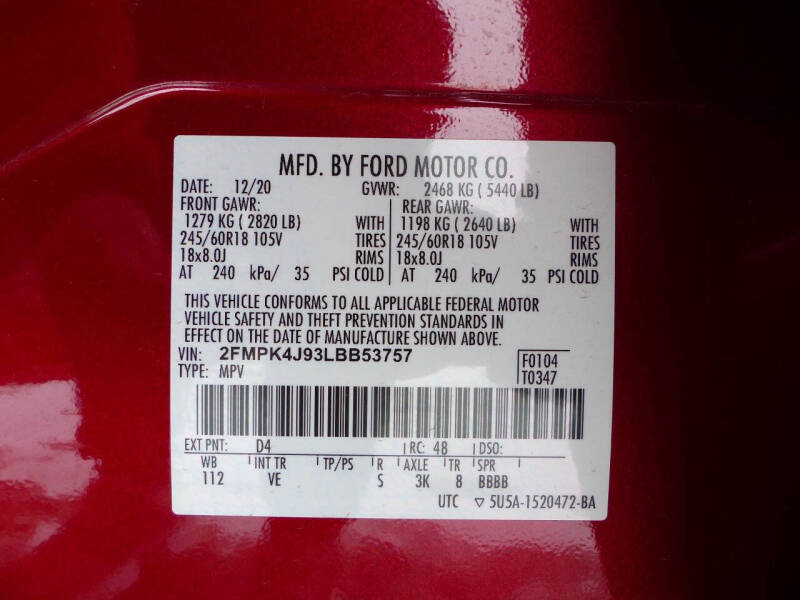 MFD. BY FORD MOTOR CO.
DATE: 12/20 GVWR: 2468 KG ( 5440 LB)
FRONT GAWR: REAR GAWR:
1279 KG ( 2820 LB) WITH 1198 KG ( 2640 LB) WITH
245/60R18 105V TIRES 245/60R18 105V TIRES
18x8.0J RIMS 18x8.0J RIMS
AT 240 kPa/ 35 PSI COLD AT 240 kPa/ 35 PSI COLD
THIS VEHICLE CONFORMS TO ALL APPLICABLE FEDERAL MOTOR
VEHICLE SAFETY AND THEFT PREVENTION STANDARDS IN
EFFECT ON THE DATE OF MANUFACTURE SHOWN ABOVE.
VIN: 2FMPK4J93LBB53757 F0104
TYPE: MPV T0347
EXT PNT: D4 RC: 48 DSO:
WB INT TR TP/PS R AXLE TR SPR
112 VE S 3K 8 BBBB
UTC ▽ 5U5A-1520472-BA